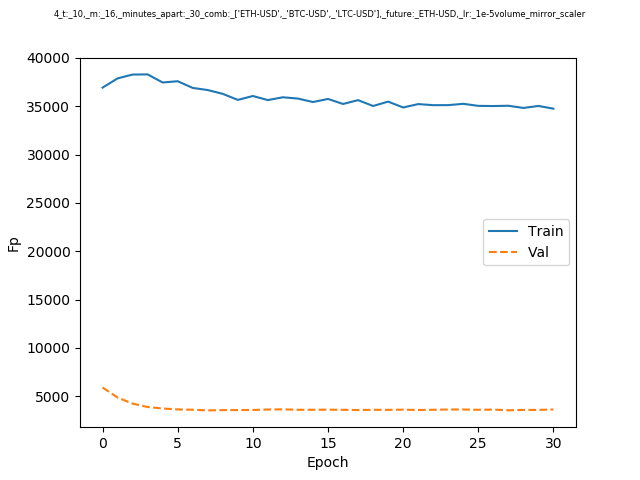 4_t:_10,_m:_16,_minutes_apart:_30_comb:_['ETH-USD',_'BTC-USD',_'LTC-USD'],_future:_ETH-USD,_lr:_1e-5volume_mirror_scaler
40000
35000
30000
25000
20000
15000
10000
5000
Fp
Train
Val
0 5 10 15 20 25 30
Epoch